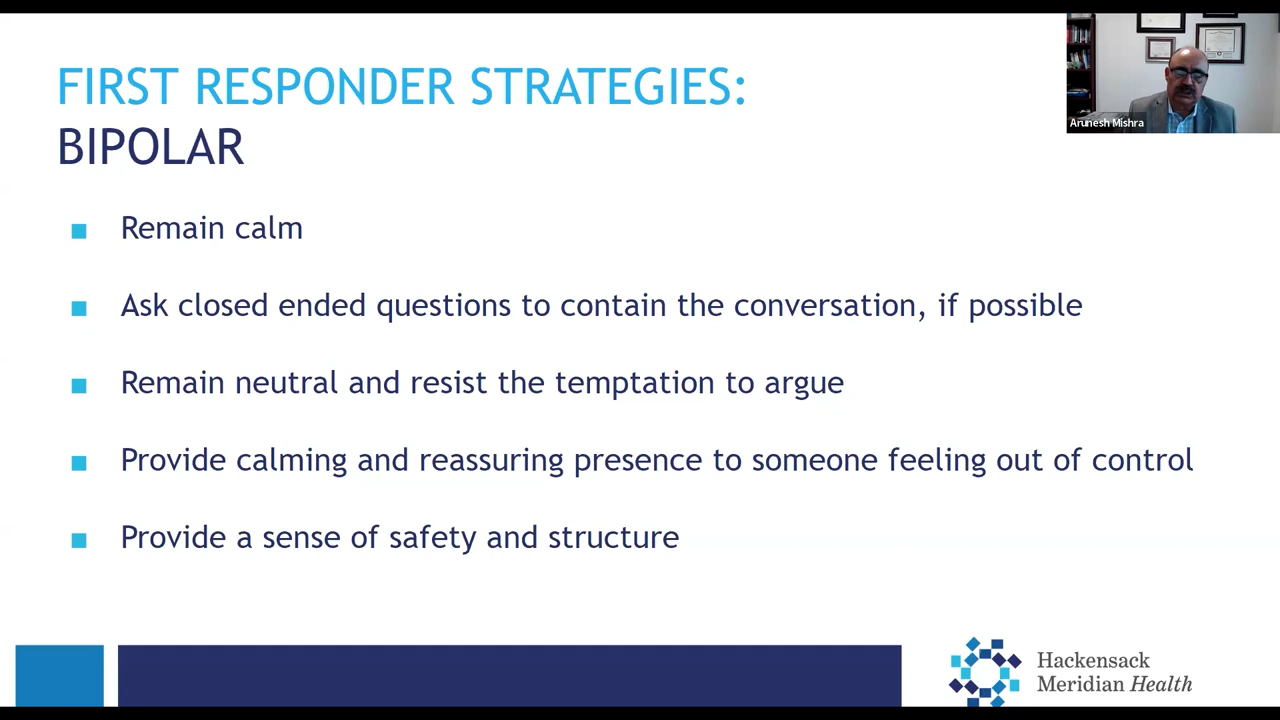 FIRST RESPONDER STRATEGIES:
BIPOLAR
Arunesh Mishra
Remain calm
Ask closed ended questions to contain the conversation, if possible
Remain neutral and resist the temptation to argue
Provide calming and reassuring presence to someone feeling out of control
Provide a sense of safety and structure
Hackensack
Meridian Health